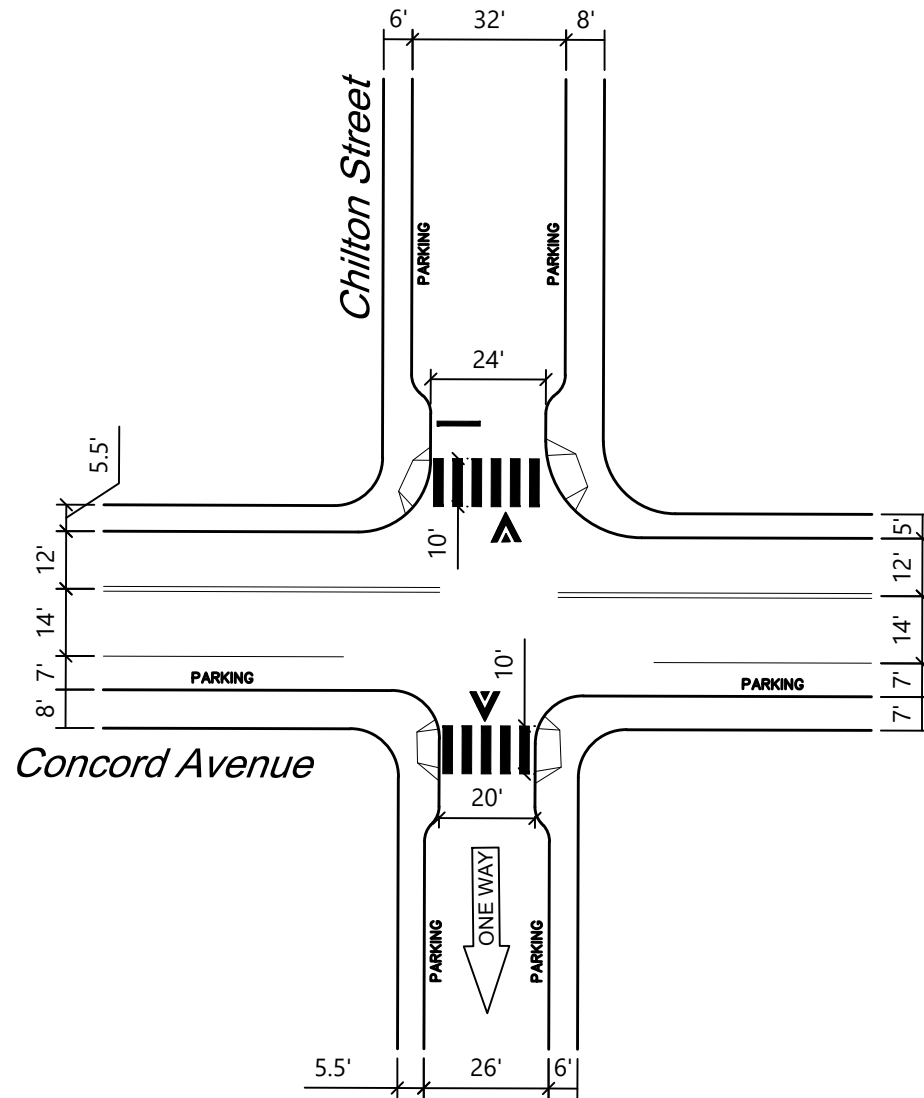 6'
32'
8'
Chilton Street
PARKING
PARKING
24'
5.5'
10'
5'
12'
12'
14'
14'
10'
7'
PARKING
PARKING
7'
8'
7'
Concord Avenue
20'
ONE WAY
PARKING
PARKING
5.5'
26'
6'